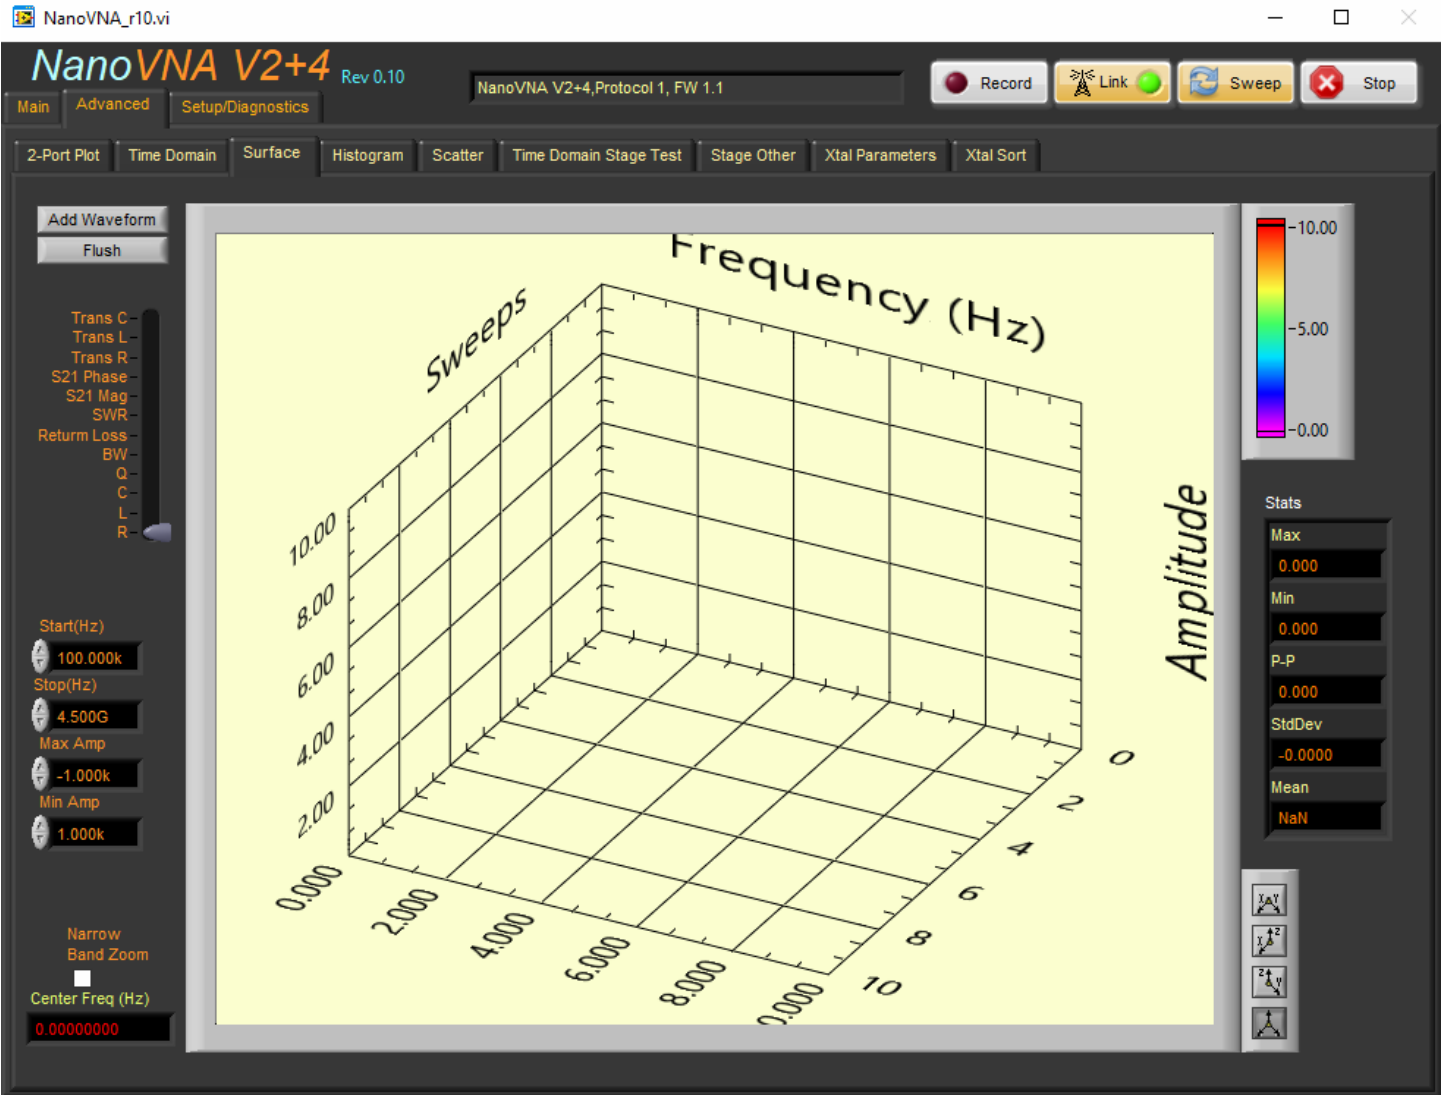 NanoVNA_r10.vi
NanoVNA V2+4 Rev 0.10
NanoVNA V2+4,Protocol 1, FW 1.1
Record
Link
Sweep
Stop
Main
Advanced
Setup/Diagnostics
2-Port Plot
Time Domain
Surface
Histogram
Scatter
Time Domain Stage Test
Stage Other
Xtal Parameters
Xtal Sort
Add Waveform
Flush
Trans C
Trans L
Trans R
S21 Phase
S21 Mag
SWR
Returm Loss
BW
Q
C
L
R
Start(Hz)
100.000k
Stop(Hz)
4.500G
Max Amp
-1.000k
Min Amp
1.000k
Narrow
Band Zoom
Center Freq (Hz)
0.00000000
Frequency (Hz)
Sweeps
Amplitude
10.00
8.00
6.00
4.00
2.00
0.000
2.000
4.000
6.000
8.000
0.000
0
2
4
6
8
10
-10.00
-5.00
-0.00
Stats
Max
0.000
Min
0.000
P-P
0.000
StdDev
-0.0000
Mean
NaN
X Y
X Z
Z Y